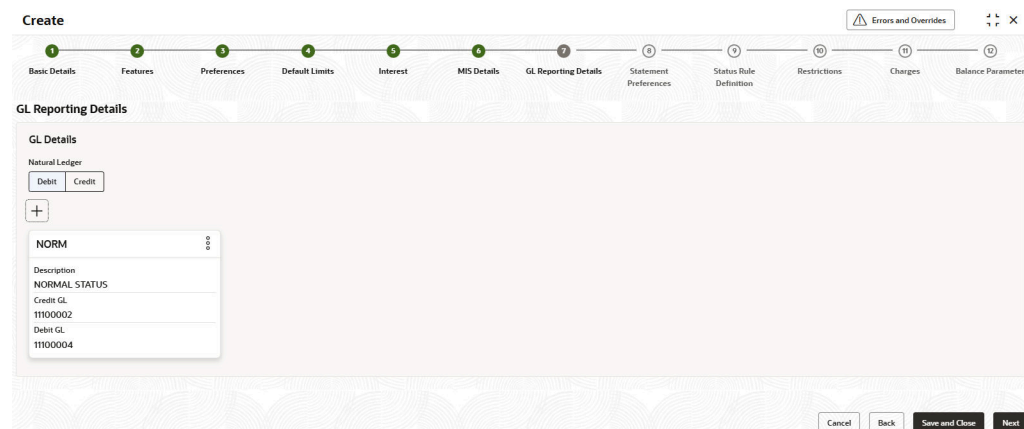 Create
Errors and Overrides
1 2 3 4 5 6 7 8 9 10 11 12
Basic Details Features Preferences Default Limits Interest MIS Details GL Reporting Details Statement Preferences Status Rule Definition Restrictions Charges Balance Parameter
GL Reporting Details
GL Details
Natural Ledger
Debit Credit
NORM
Description
NORMAL STATUS
Credit GL
11100002
Debit GL
11100004
Cancel Back Save and Close Next